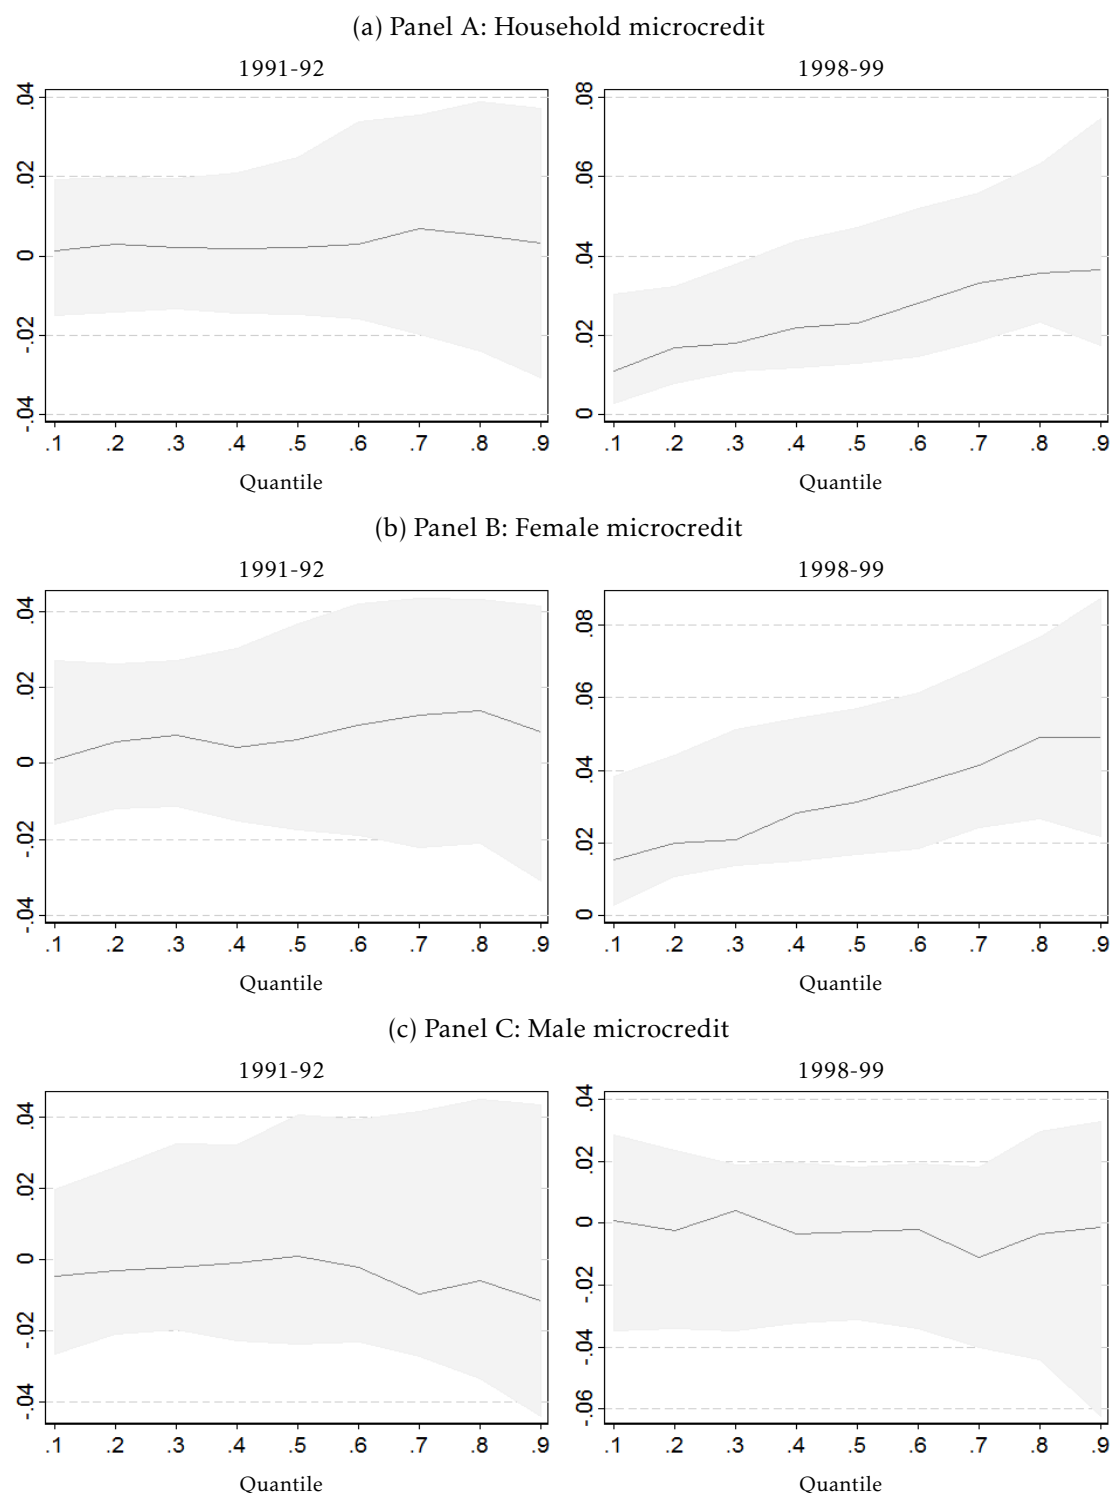 (a) Panel A: Household microcredit
1991-92
.04
.02
0
-.02
-.04
.1 .2 .3 .4 .5 .6 .7 .8 .9
Quantile
1998-99
.08
.06
.04
.02
0
.1 .2 .3 .4 .5 .6 .7 .8 .9
Quantile
(b) Panel B: Female microcredit
1991-92
.04
.02
0
-.02
-.04
.1 .2 .3 .4 .5 .6 .7 .8 .9
Quantile
1998-99
.08
.06
.04
.02
0
.1 .2 .3 .4 .5 .6 .7 .8 .9
Quantile
(c) Panel C: Male microcredit
1991-92
.04
.02
0
-.02
-.04
.1 .2 .3 .4 .5 .6 .7 .8 .9
Quantile
1998-99
.04
.02
0
-.02
-.04
-.06
.1 .2 .3 .4 .5 .6 .7 .8 .9
Quantile